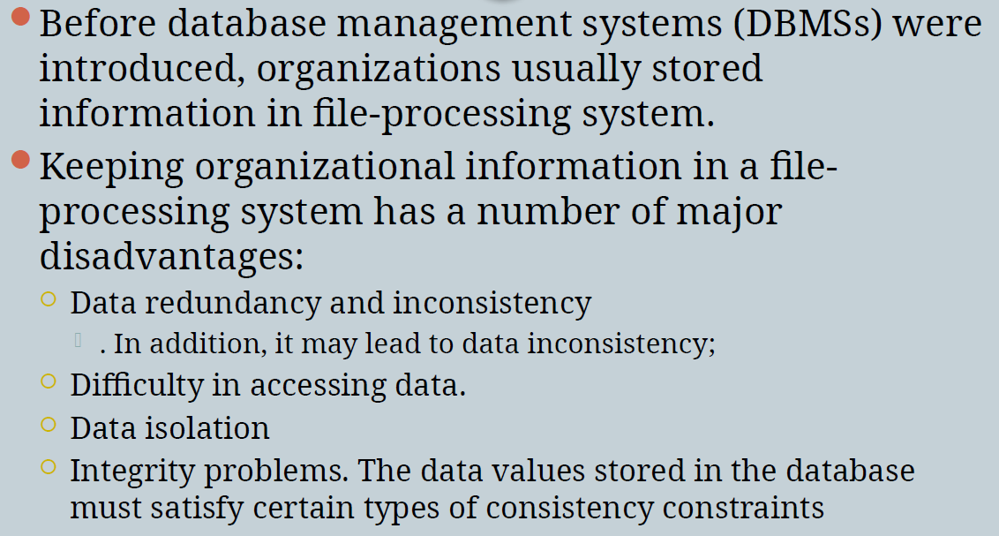 Before database management systems (DBMSs) were
introduced, organizations usually stored
information in file-processing system.
Keeping organizational information in a file-
processing system has a number of major
disadvantages:
Data redundancy and inconsistency
. In addition, it may lead to data inconsistency;
Difficulty in accessing data.
Data isolation
Integrity problems. The data values stored in the database
must satisfy certain types of consistency constraints